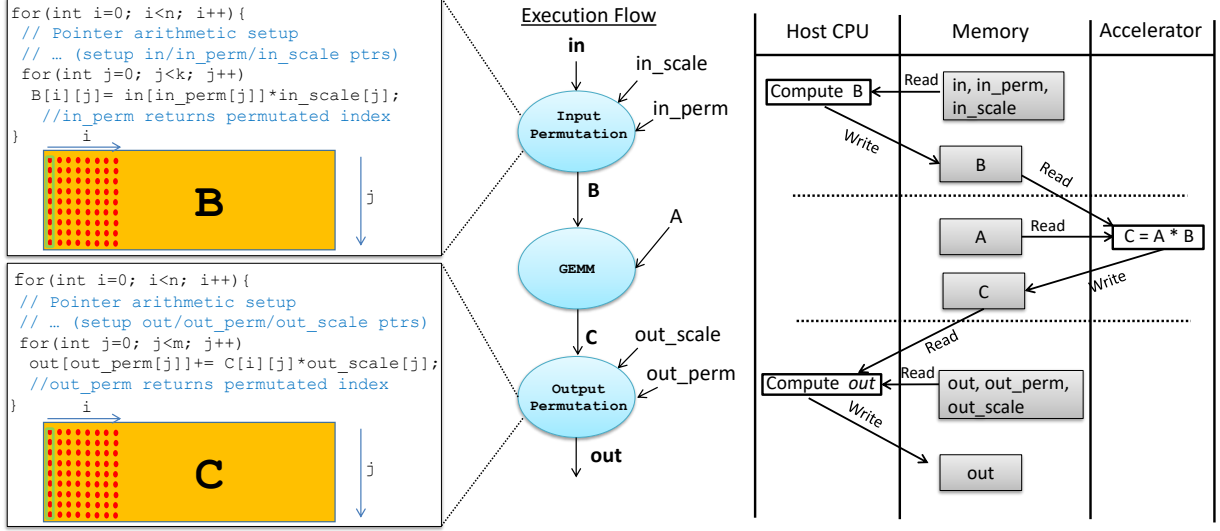 for(int i=0; i<n; i++){
// Pointer arithmetic setup
// … (setup in/in_perm/in_scale ptrs)
for(int j=0; j<k; j++)
B[i][j]= in[in_perm[j]]*in_scale[j];
//in_perm returns permutated index
}
i
B
j
for(int i=0; i<n; i++){
// Pointer arithmetic setup
// … (setup out/out_perm/out_scale ptrs)
for(int j=0; j<m; j++)
out[out_perm[j]]+= C[i][j]*out_scale[j];
//out_perm returns permutated index
}
i
C
j
Execution Flow
in
in_scale
in_perm
Input
Permutation
B
A
GEMM
C
out_scale
out_perm
Output
Permutation
out
Host CPU
Memory
Accelerator
Compute B
Read
in, in_perm,
in_scale
Write
B
Read
A
Read
C = A * B
C
Write
Read
Compute out
Read
out, out_perm,
out_scale
Write
out